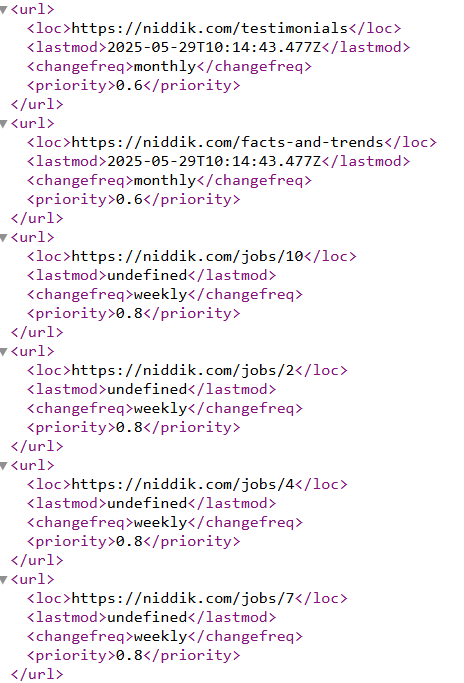 <url>
<loc>https://niddik.com/testimonials</loc>
<lastmod>2025-05-29T10:14:43.477Z</lastmod>
<changefreq>monthly</changefreq>
<priority>0.6</priority>
</url>
<url>
<loc>https://niddik.com/facts-and-trends</loc>
<lastmod>2025-05-29T10:14:43.477Z</lastmod>
<changefreq>monthly</changefreq>
<priority>0.6</priority>
</url>
<url>
<loc>https://niddik.com/jobs/10</loc>
<lastmod>undefined</lastmod>
<changefreq>weekly</changefreq>
<priority>0.8</priority>
</url>
<url>
<loc>https://niddik.com/jobs/2</loc>
<lastmod>undefined</lastmod>
<changefreq>weekly</changefreq>
<priority>0.8</priority>
</url>
<url>
<loc>https://niddik.com/jobs/4</loc>
<lastmod>undefined</lastmod>
<changefreq>weekly</changefreq>
<priority>0.8</priority>
</url>
<url>
<loc>https://niddik.com/jobs/7</loc>
<lastmod>undefined</lastmod>
<changefreq>weekly</changefreq>
<priority>0.8</priority>
</url>